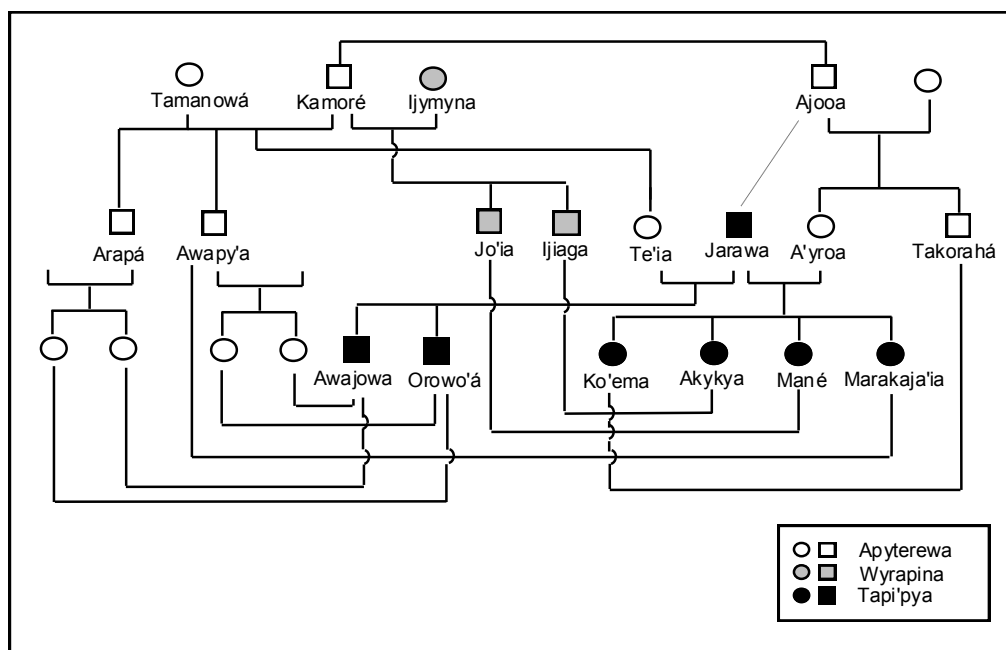 Tamanowá Kamoré Ijymyna Ajooa
Arapá Awapy'a Jo'ia Ijiaga Te'ia Jarawa A'yroa Takorahá
Awajowa Orowo'á Ko'ema Akykya Mané Marakaja'ia
Apyterewa
Wyrapina
Tapi'pya